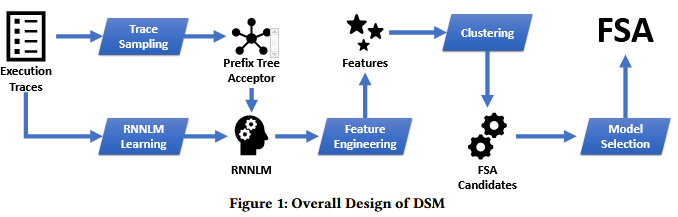 Execution
Traces
Trace
Sampling
Prefix Tree
Acceptor
RNNLM
Learning
RNNLM
Features
Feature
Engineering
Clustering
FSA
Candidates
Model
Selection
FSA
Figure 1: Overall Design of DSM